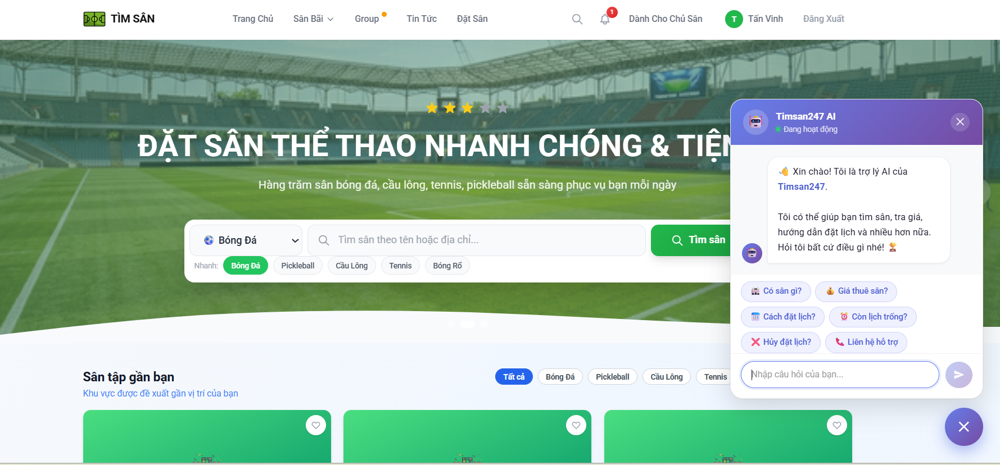 TÌM SÂN
Trang Chủ
Sân Bãi
Group
Tin Tức
Đặt Sân
1
Dành Cho Chủ Sân
T
Tấn Vinh
Đăng Xuất
ĐẶT SÂN THỂ THAO NHANH CHÓNG & TIỆN
Hàng trăm sân bóng đá, cầu lông, tennis, pickleball sẵn sàng phục vụ bạn mỗi ngày
Bóng Đá
Tìm sân theo tên hoặc địa chỉ...
Tìm sân
Nhanh:
Bóng Đá
Pickleball
Cầu Lông
Tennis
Bóng Rổ
Sân tập gần bạn
Khu vực được đề xuất gần vị trí của bạn
Tất cả
Bóng Đá
Pickleball
Cầu Lông
Tennis
Timsan247 AI
Đang hoạt động
👋 Xin chào! Tôi là trợ lý AI của
Timsan247.
Tôi có thể giúp bạn tìm sân, tra giá,
hướng dẫn đặt lịch và nhiều hơn nữa.
Hỏi tôi bất cứ điều gì nhé! 🏆
🏟️ Có sân gì?
💰 Giá thuê sân?
📅 Cách đặt lịch?
⏰ Còn lịch trống?
❌ Hủy đặt lịch?
📞 Liên hệ hỗ trợ
Nhập câu hỏi của bạn...